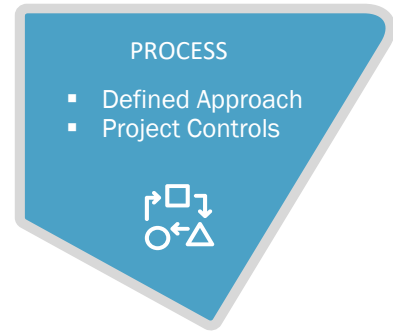 PROCESS
▪ Defined Approach
▪ Project Controls